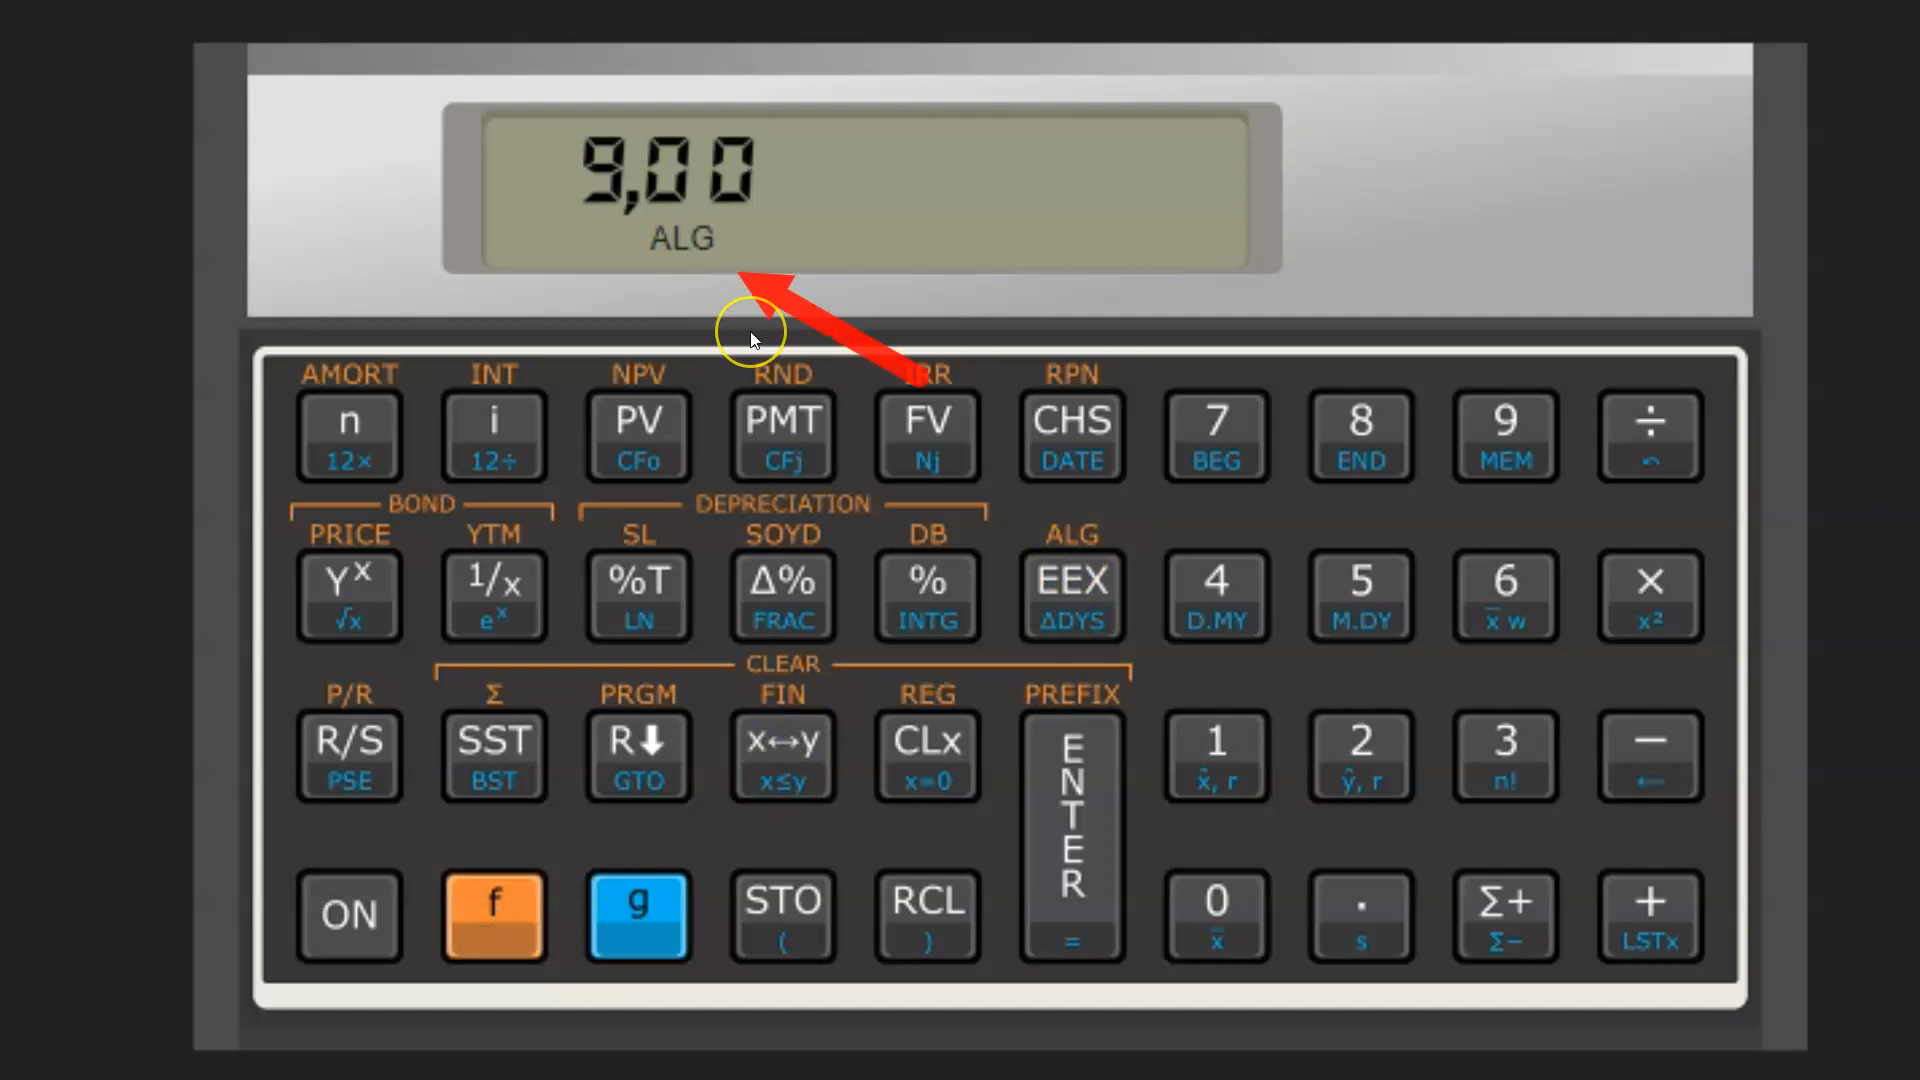 9,00
ALG
AMORT INT NPV RND IRR RPN
n i PV PMT FV CHS 7 8 9 ÷
12× 12÷ CFo CFj Nj DATE BEG END MEM ⤺
BOND DEPRECIATION
PRICE YTM SL SOYD DB ALG
Yˣ 1/x %T Δ% % EEX 4 5 6 ×
√x eˣ LN FRAC INTG ΔDYS D.MY M.DY x̄ w x²
CLEAR
P/R Σ PRGM FIN REG PREFIX
R/S SST R⬇ x↔y CLx ENTER 1 2 3 −
PSE BST GTO x≤y x=0 x̂, r ŷ, r n! ←
ON f g STO RCL 0 . Σ+ +
( ) = x̄ s Σ− LSTx